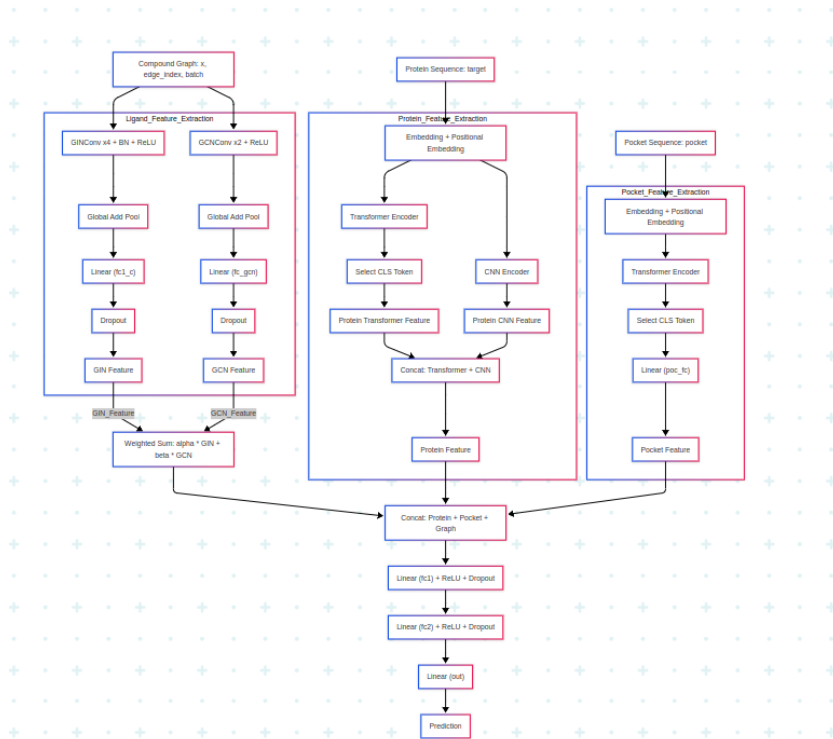 Compound Graph: x,
edge_index, batch
Ligand_Feature_Extraction
GINConv x4 + BN + ReLU
GCNConv x2 + ReLU
Global Add Pool
Global Add Pool
Linear (fc1_c)
Linear (fc_gcn)
Dropout
Dropout
GIN Feature
GCN Feature
GIN_Feature
GCN_Feature
Weighted Sum: alpha * GIN +
beta * GCN
Protein Sequence: target
Protein_Feature_Extraction
Embedding + Positional
Embedding
Transformer Encoder
Select CLS Token
CNN Encoder
Protein Transformer Feature
Protein CNN Feature
Concat: Transformer + CNN
Protein Feature
Pocket Sequence: pocket
Pocket_Feature_Extraction
Embedding + Positional
Embedding
Transformer Encoder
Select CLS Token
Linear (poc_fc)
Pocket Feature
Concat: Protein + Pocket +
Graph
Linear (fc1) + ReLU + Dropout
Linear (fc2) + ReLU + Dropout
Linear (out)
Prediction